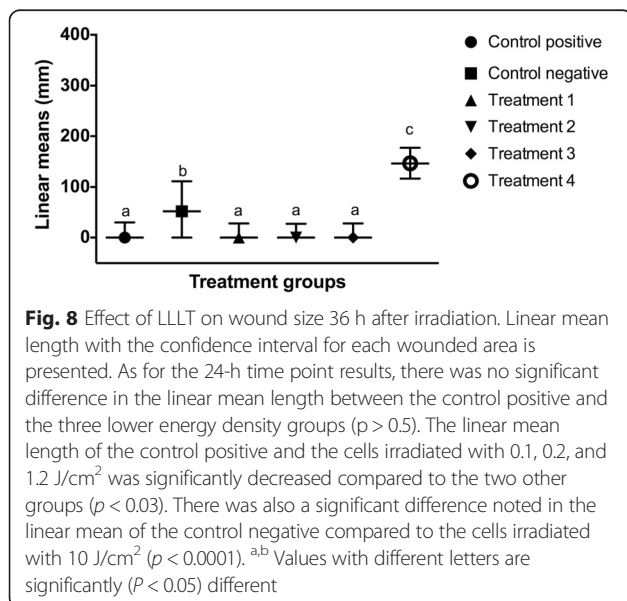 400
300
200
100
0
Linear means (mm)
a
b
a
a
a
c
Treatment groups
Control positive
Control negative
Treatment 1
Treatment 2
Treatment 3
Treatment 4
Fig. 8 Effect of LLLT on wound size 36 h after irradiation. Linear mean
length with the confidence interval for each wounded area is
presented. As for the 24-h time point results, there was no significant
difference in the linear mean length between the control positive and
the three lower energy density groups (p > 0.5). The linear mean
length of the control positive and the cells irradiated with 0.1, 0.2, and
1.2 J/cm² was significantly decreased compared to the two other
groups (p < 0.03). There was also a significant difference noted in the
linear mean of the control negative compared to the cells irradiated
with 10 J/cm² (p < 0.0001). a,b Values with different letters are
significantly (P < 0.05) different